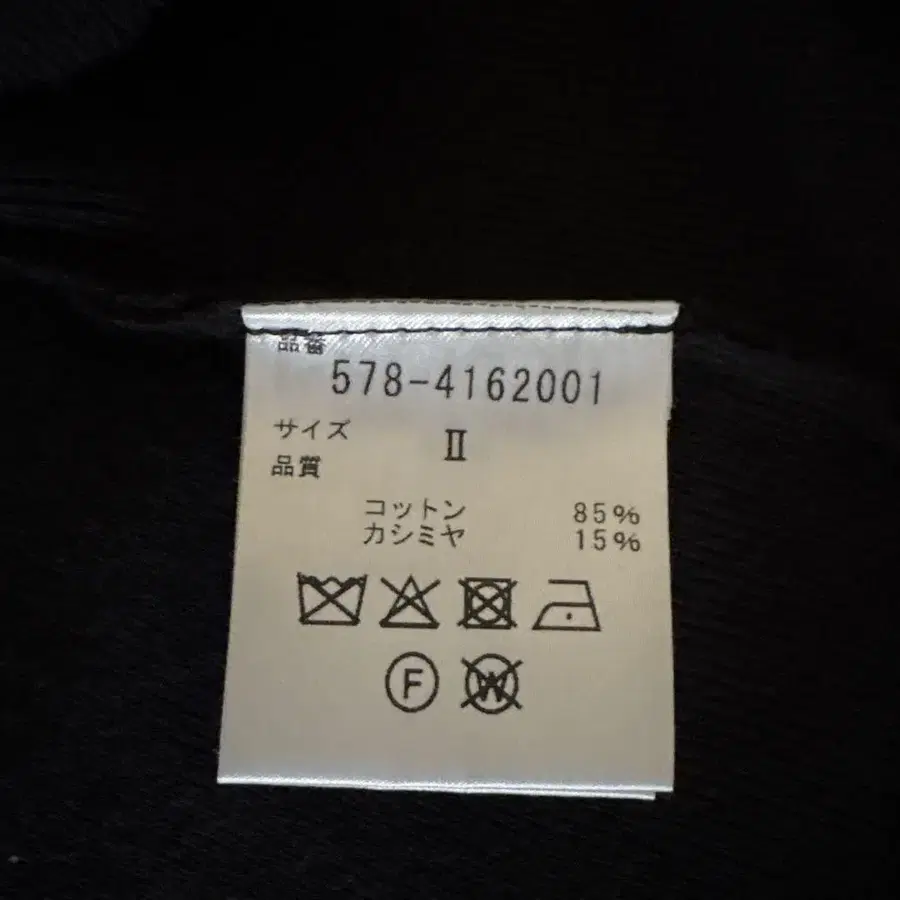 品番
578-4162001
サイズ Ⅱ
品質
コットン 85%
カシミヤ 15%
F W